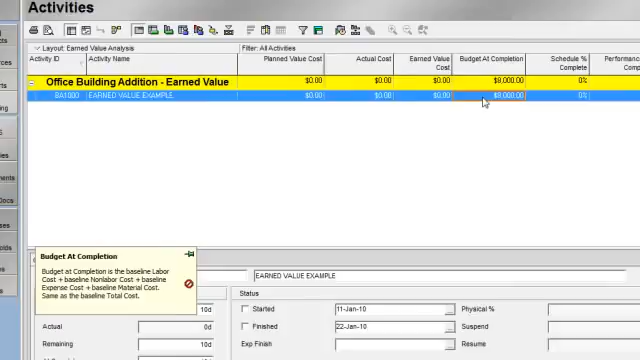 Activities
Layout: Earned Value Analysis
Filter: All Activities
Activity ID
Activity Name
Planned Value Cost
Actual Cost
Earned Value Cost
Budget At Completion
Schedule % Complete
Performance
Office Building Addition - Earned Value
$0.00
$0.00
$0.00
$8,000.00
0%
EARNED VALUE EXAMPLE
$0.00
$0.00
$0.00
$8,000.00
0%
Budget At Completion
Budget at Completion is the baseline Labor
Cost + baseline Nonlabor Cost + baseline
Expense Cost + baseline Material Cost.
Same as the baseline Total Cost.
EARNED VALUE EXAMPLE
Status
10d
Started
11-Jan-10
Physical %
Actual
0d
Finished
22-Jan-10
Suspend
Remaining
10d
Exp Finish
Resume